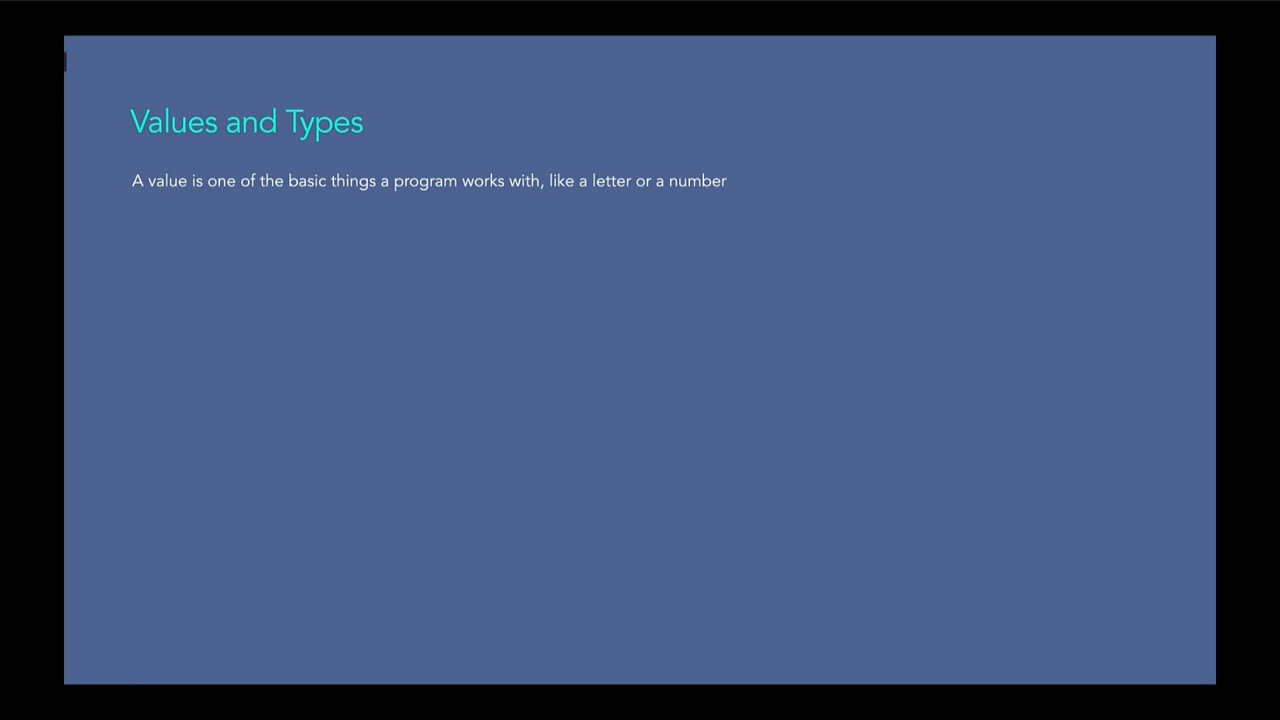 Values and Types
A value is one of the basic things a program works with, like a letter or a number